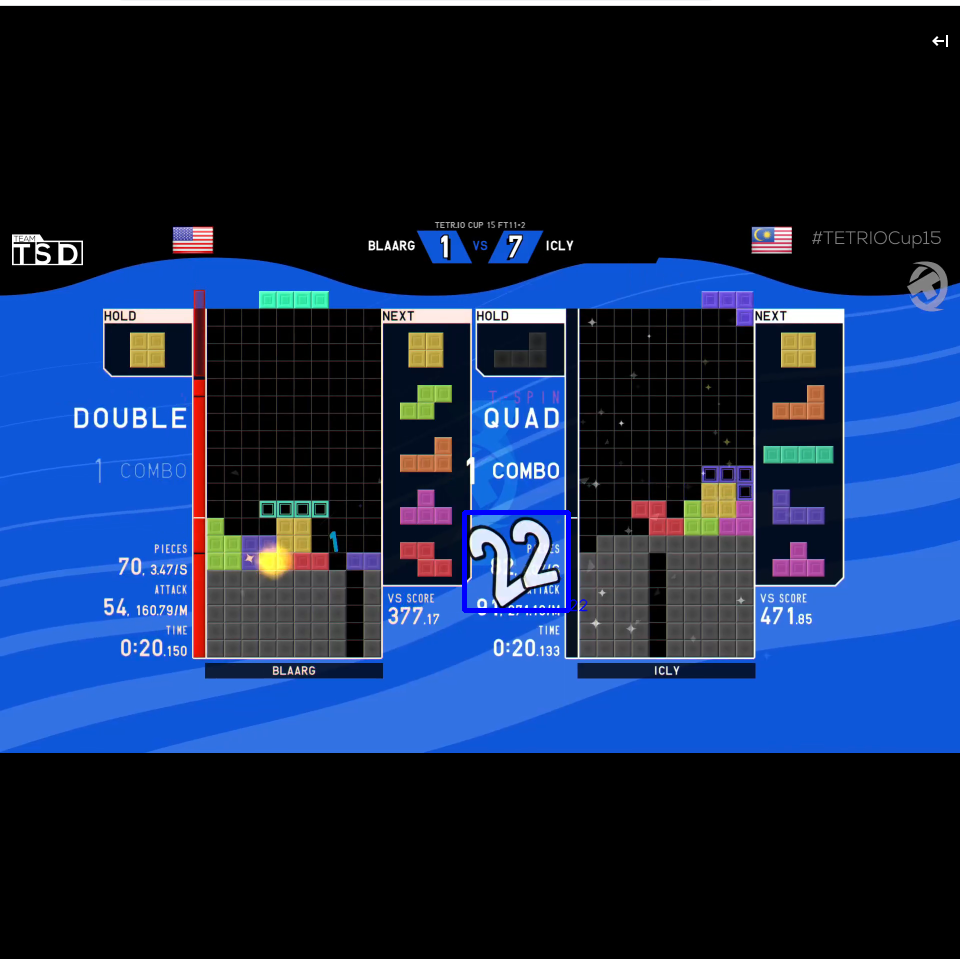 TETR.IO CUP 15 FT11-2
BLAARG 1 VS 7 ICLY
#TETRIOCup15
TEAM
TSD
HOLD
NEXT
DOUBLE
1 COMBO
PIECES
70, 3.47/S
ATTACK
54, 160.79/M
TIME
0:20.150
1
VS SCORE
377.17
BLAARG
HOLD
NEXT
T-SPIN
QUAD
1 COMBO
22
TIME
0:20.133
VS SCORE
471.85
ICLY